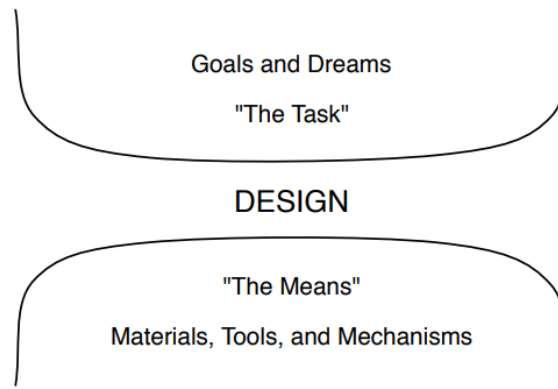 Goals and Dreams
"The Task"
DESIGN
"The Means"
Materials, Tools, and Mechanisms